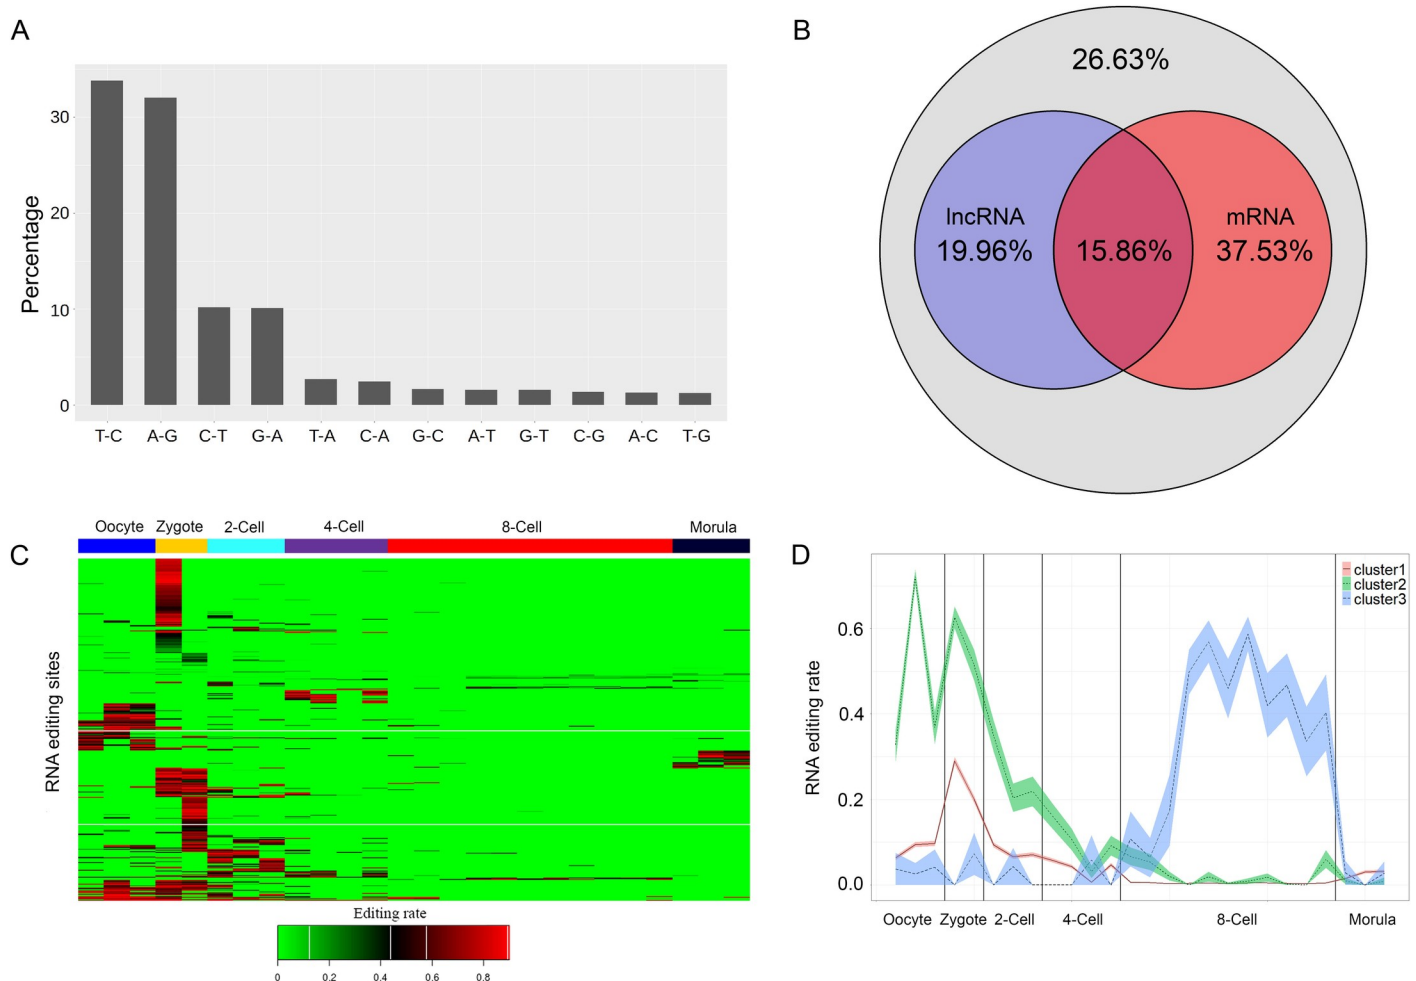 A
Percentage
30
20
10
0
T-C A-G C-T G-A T-A C-A G-C A-T G-T C-G A-C T-G
B
26.63%
lncRNA
19.96%
15.86%
mRNA
37.53%
C
Oocyte Zygote 2-Cell 4-Cell 8-Cell Morula
RNA editing sites
Editing rate
0 0.2 0.4 0.6 0.8
D
cluster1
cluster2
cluster3
RNA editing rate
0.6
0.4
0.2
0.0
Oocyte Zygote 2-Cell 4-Cell 8-Cell Morula